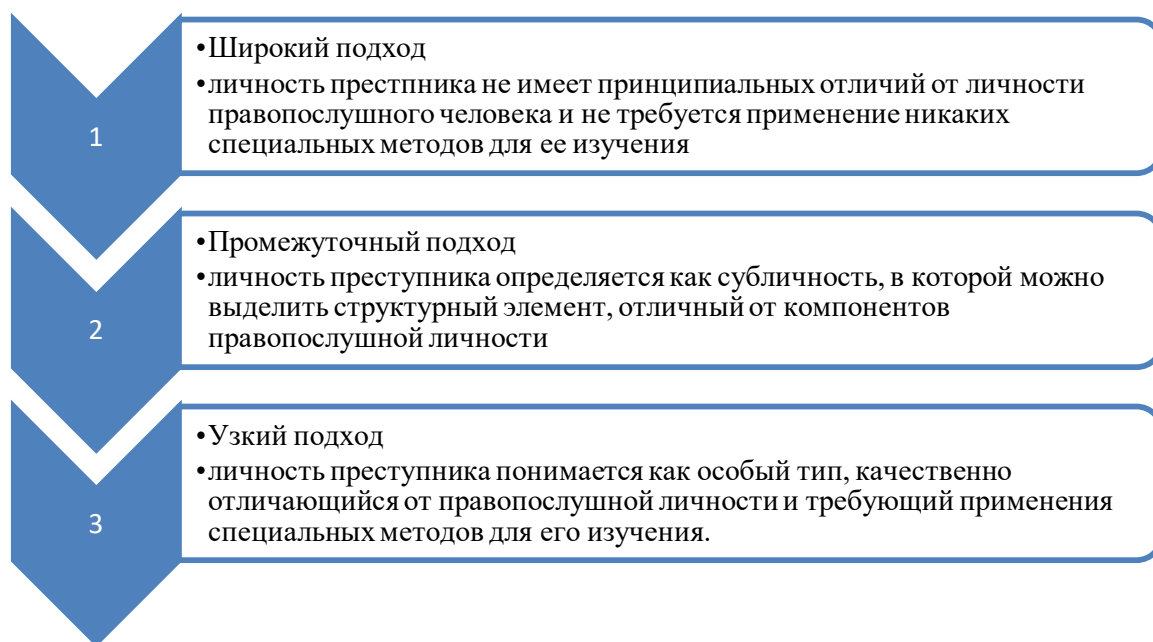 1
•Широкий подход
•личность престпника не имеет принципиальных отличий от личности
правопослушного человека и не требуется применение никаких
специальных методов для ее изучения
2
•Промежуточный подход
•личность преступника определяется как субличность, в которой можно
выделить структурный элемент, отличный от компонентов
правопослушной личности
3
•Узкий подход
•личность преступника понимается как особый тип, качественно
отличающийся от правопослушной личности и требующий применения
специальных методов для его изучения.